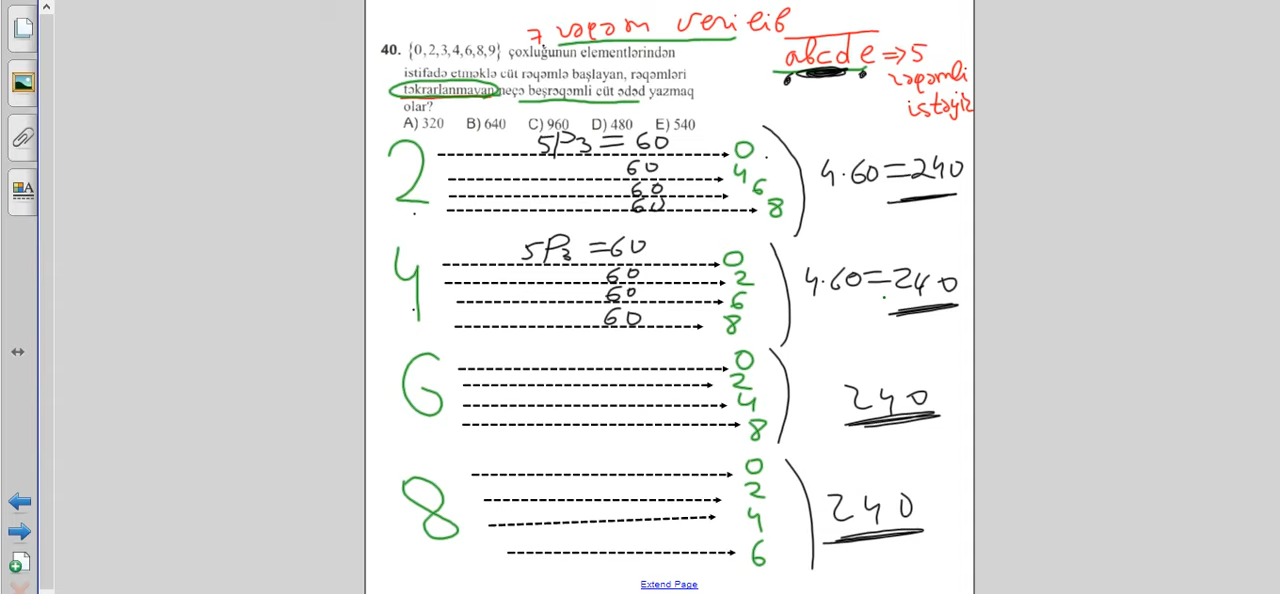 7 rəqəm verilib
40. {0,2,3,4,6,8,9} çoxluğunun elementlərindən
istifadə etməklə cüt rəqəmlə başlayan, rəqəmləri
təkrarlanmayan neçə beşrəqəmli cüt ədəd yazmaq
olar?
A) 320 B) 640 C) 960 D) 480 E) 540
abcde ⇒ 5
rəqəmli
istəyir
2
5P3 = 60 0
60 4
60 6
60 8
4·60=240
4
5P3 =60 0
60 2
60 6
60 8
4·60=240
6
0
2
4
8
240
8
0
2
4
6
240
Extend Page